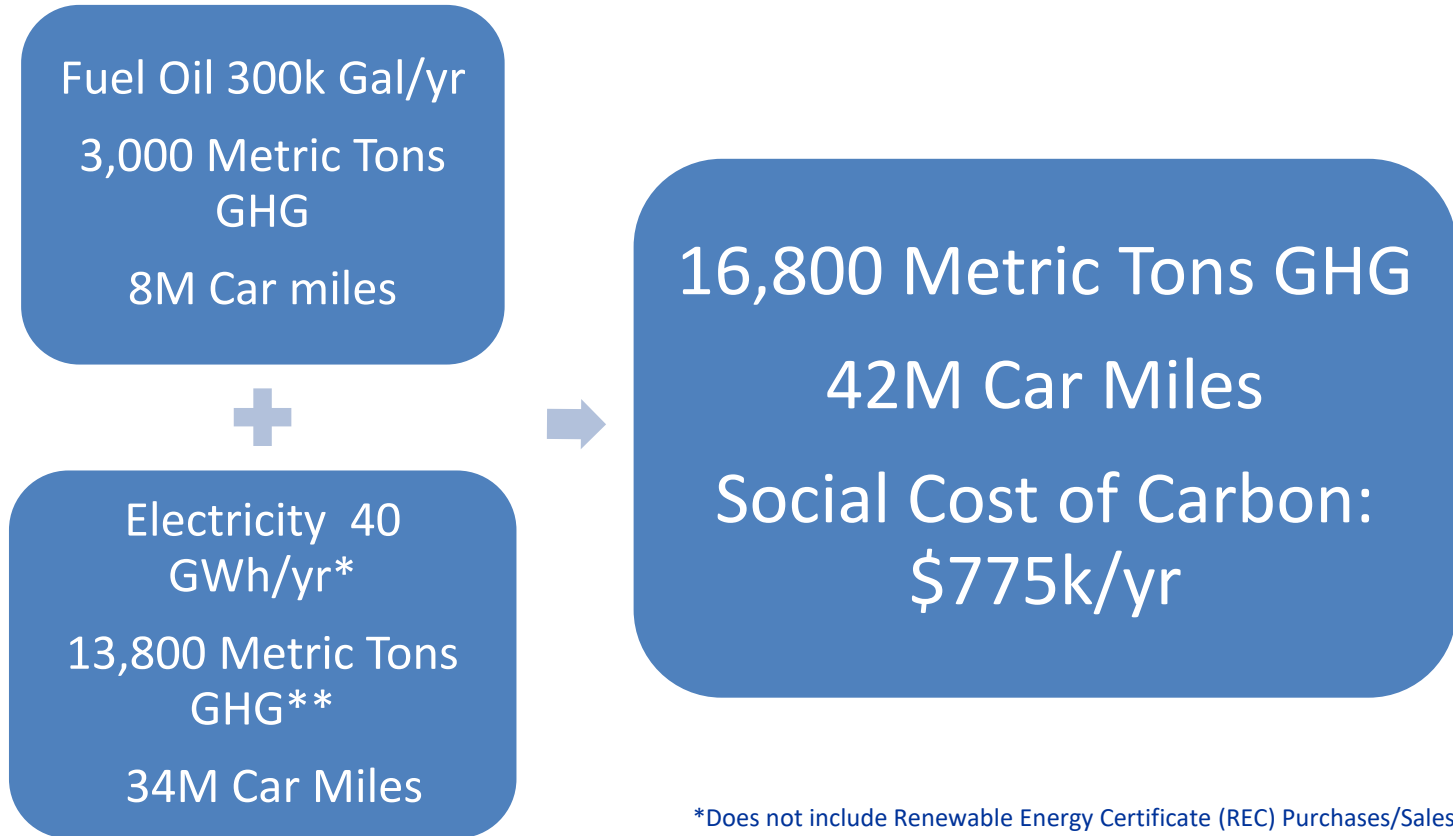 Fuel Oil 300k Gal/yr
3,000 Metric Tons
GHG
8M Car miles
Electricity  40
GWh/yr*
13,800 Metric Tons
GHG**
34M Car Miles
16,800 Metric Tons GHG
42M Car Miles
Social Cost of Carbon:
$775k/yr
*Does not include Renewable Energy Certificate (REC) Purchases/Sales